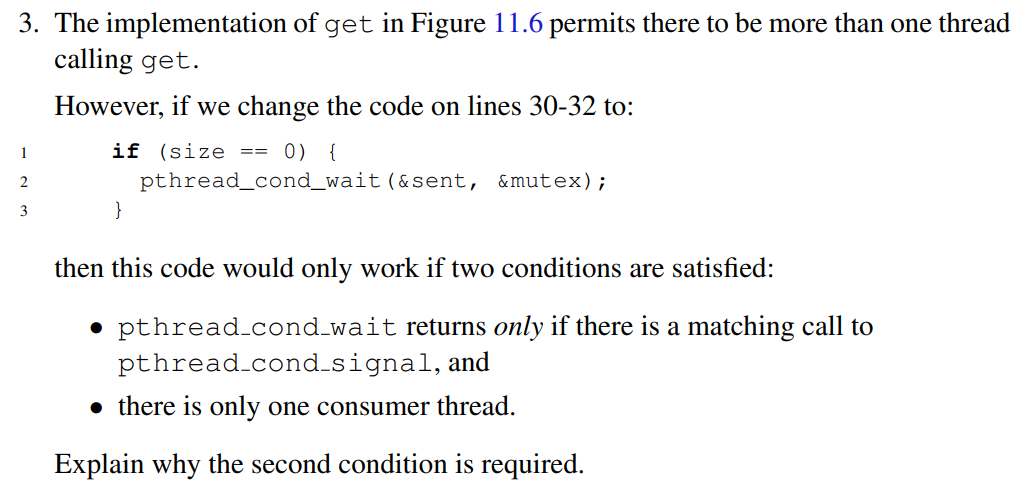 3. The implementation of get in Figure 11.6 permits there to be more than one thread
calling get.
However, if we change the code on lines 30-32 to:
1 if (size == 0) {
2 pthread_cond_wait(&sent, &mutex);
3 }
then this code would only work if two conditions are satisfied:
• pthread_cond_wait returns only if there is a matching call to
pthread_cond_signal, and
• there is only one consumer thread.
Explain why the second condition is required.